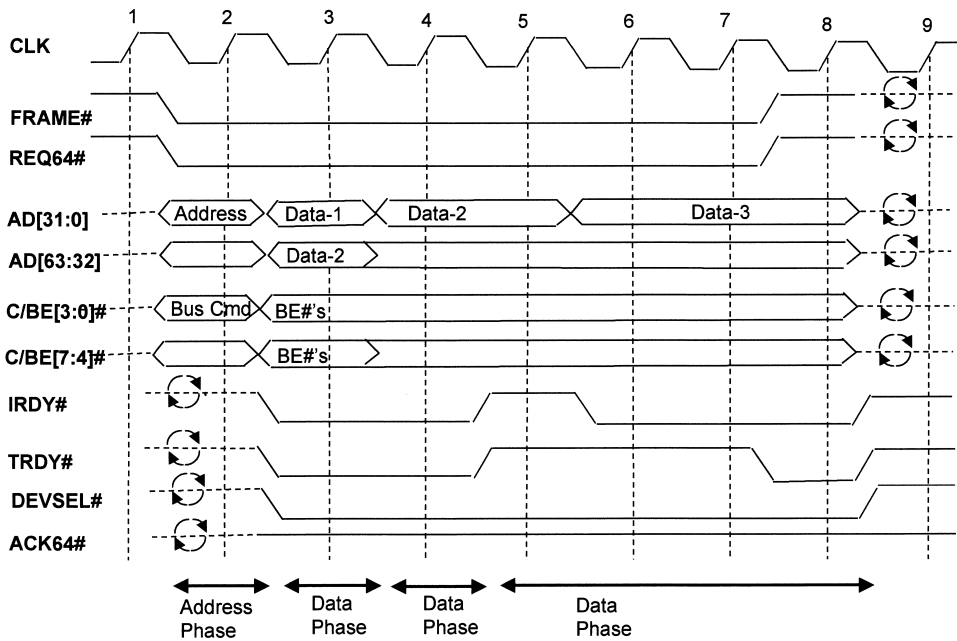 1 2 3 4 5 6 7 8 9
CLK
FRAME#
REQ64#
AD[31:0] Address Data-1 Data-2 Data-3
AD[63:32] Data-2
C/BE[3:0]# Bus Cmd BE#'s
C/BE[7:4]# BE#'s
IRDY#
TRDY#
DEVSEL#
ACK64#
Address Phase
Data Phase
Data Phase
Data Phase